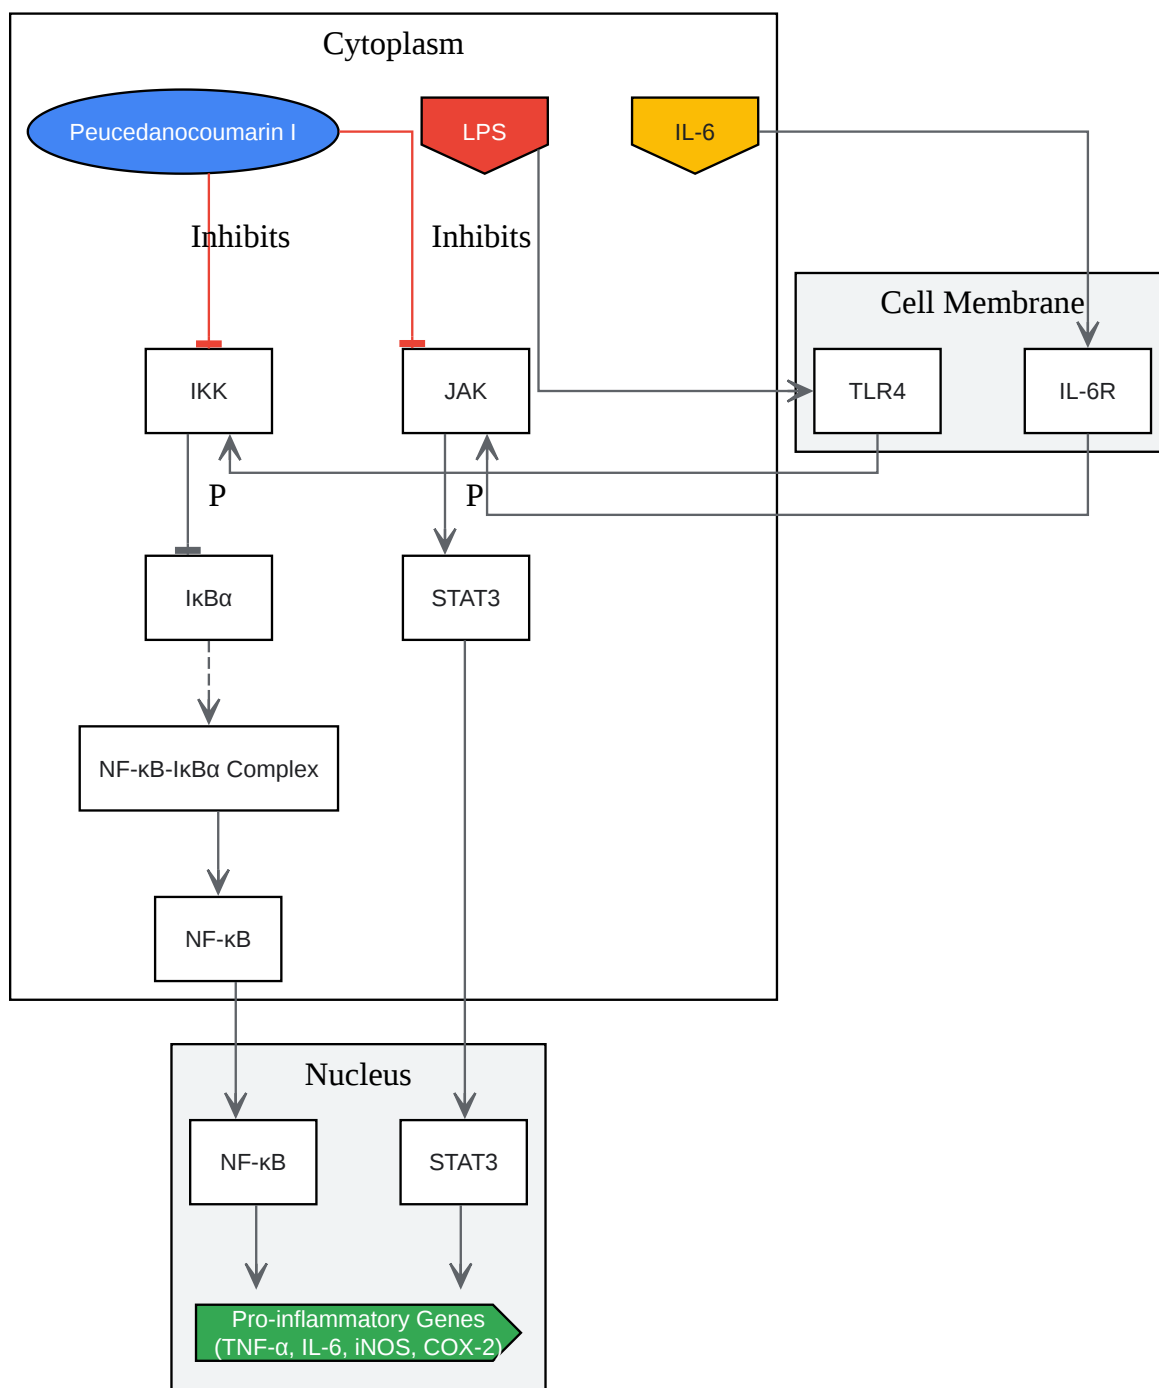 Cytoplasm
Peucedanocoumarin I
LPS
IL-6
Inhibits
Inhibits
Cell Membrane
IKK
JAK
TLR4
IL-6R
P
P
IκBα
STAT3
NF-κB-IκBα Complex
NF-κB
Nucleus
NF-κB
STAT3
Pro-inflammatory Genes
(TNF-α, IL-6, iNOS, COX-2)